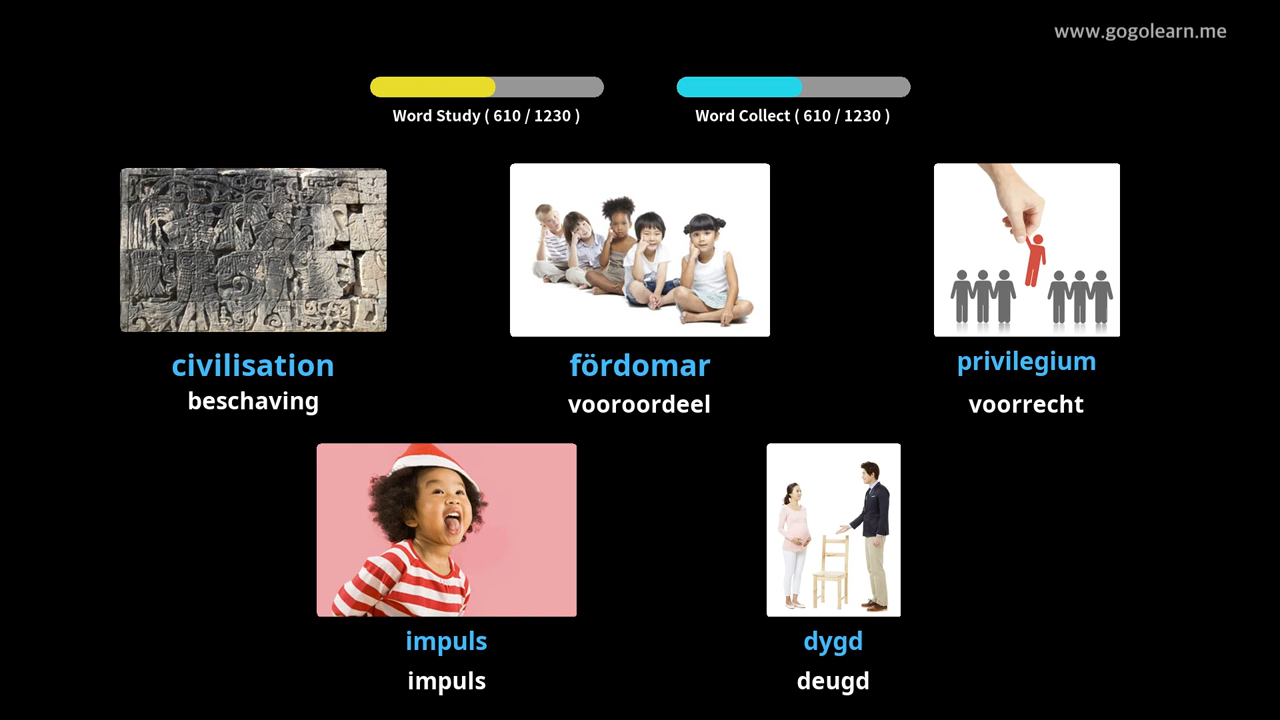 www.gogolearn.me
Word Study ( 610 / 1230 )
Word Collect ( 610 / 1230 )
civilisation
beschaving
fördomar
vooroordeel
privilegium
voorrecht
impuls
impuls
dygd
deugd